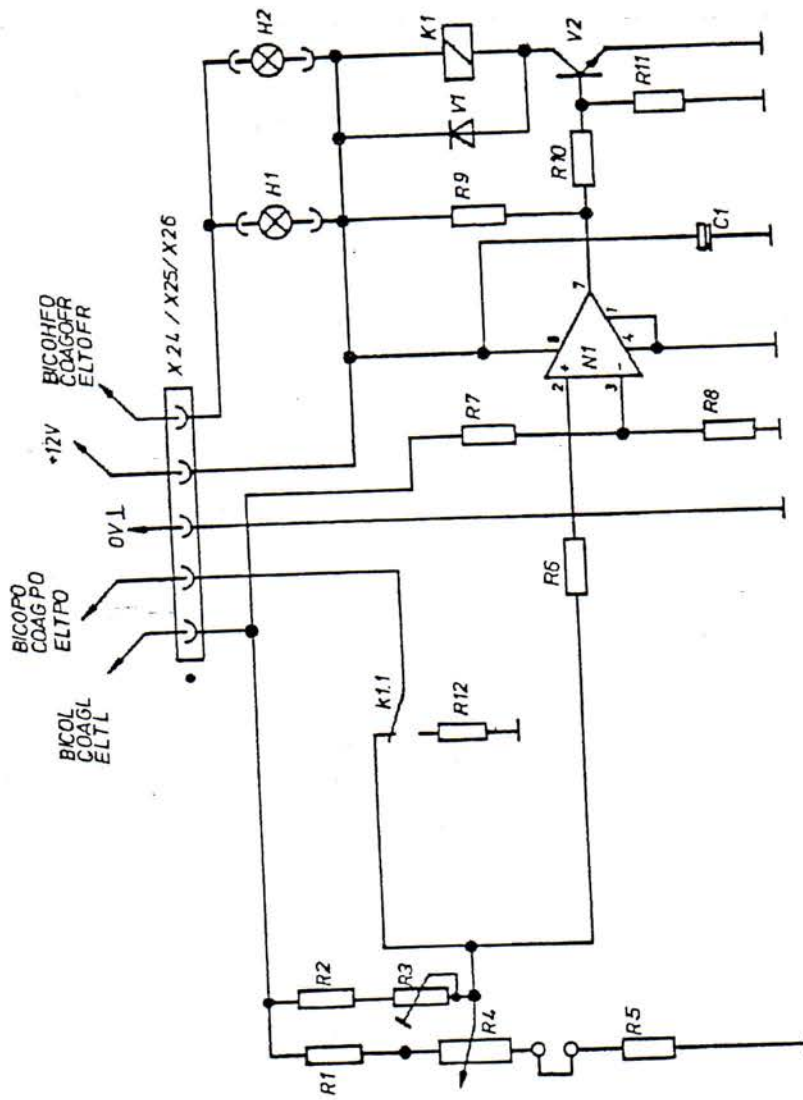 BICOL
COAGL
ELTL
BICOPO
COAGPO
ELTPO
0V ⊥
+12V
BICOHFO
COAGOFR
ELTOFR
X24 / X25 / X26
H1
H2
K1
V1
V2
R9
R10
R11
C1
N1
8
7
2
+
3
-
1
4
R7
R8
R6
K1.1
R12
R1
R2
R3
R4
R5